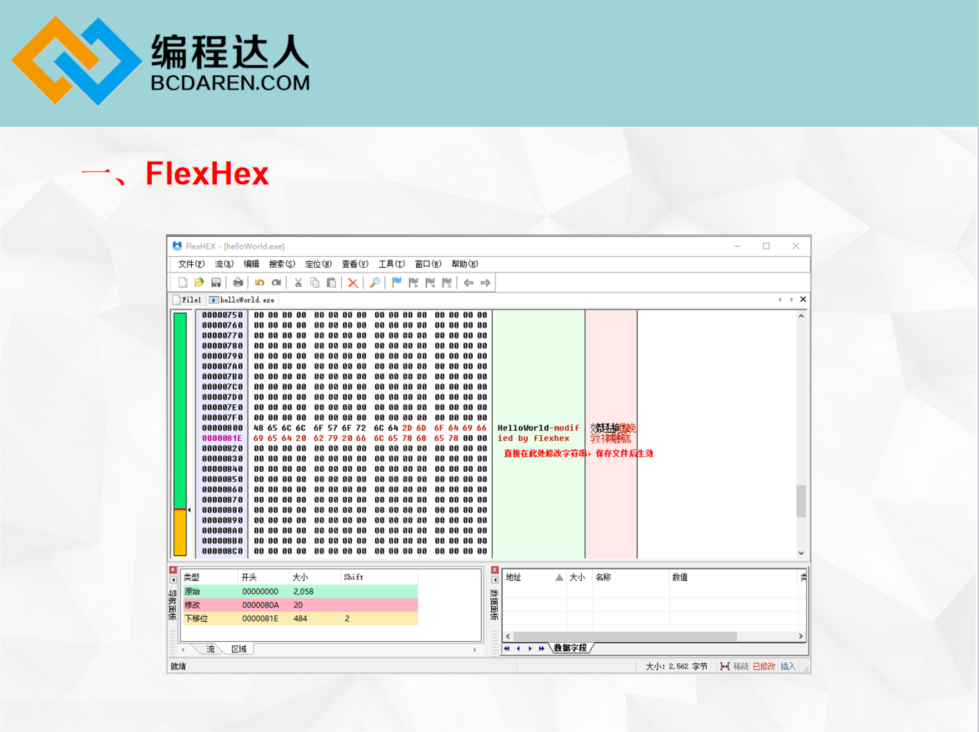 编程达人
BCDAREN.COM
一、FlexHex
FlexHEX - [helloWorld.exe]
文件(F) 流(R) 编辑 搜索(S) 定位(N) 查看(V) 工具(T) 窗口(W) 帮助(H)
File1 helloWorld.exe
00000750 00 00 00 00 00 00 00 00 00 00 00 00 00 00 00 00
00000760 00 00 00 00 00 00 00 00 00 00 00 00 00 00 00 00
00000770 00 00 00 00 00 00 00 00 00 00 00 00 00 00 00 00
00000780 00 00 00 00 00 00 00 00 00 00 00 00 00 00 00 00
00000790 00 00 00 00 00 00 00 00 00 00 00 00 00 00 00 00
000007A0 00 00 00 00 00 00 00 00 00 00 00 00 00 00 00 00
000007B0 00 00 00 00 00 00 00 00 00 00 00 00 00 00 00 00
000007C0 00 00 00 00 00 00 00 00 00 00 00 00 00 00 00 00
000007D0 00 00 00 00 00 00 00 00 00 00 00 00 00 00 00 00
000007E0 00 00 00 00 00 00 00 00 00 00 00 00 00 00 00 00
000007F0 00 00 00 00 00 00 00 00 00 00 00 00 00 00 00 00
00000800 48 65 6C 6C 6F 57 6F 72 6C 64 2D 6D 6F 64 69 66 HelloWorld-modif
0000081E 69 65 64 20 62 79 20 66 6C 65 78 68 65 78 00 00 ied by flexhex
00000820 00 00 00 00 00 00 00 00 00 00 00 00 00 00 00 00
直接在此处修改字符串，保存文件后生效
00000830 00 00 00 00 00 00 00 00 00 00 00 00 00 00 00 00
00000840 00 00 00 00 00 00 00 00 00 00 00 00 00 00 00 00
00000850 00 00 00 00 00 00 00 00 00 00 00 00 00 00 00 00
00000860 00 00 00 00 00 00 00 00 00 00 00 00 00 00 00 00
00000870 00 00 00 00 00 00 00 00 00 00 00 00 00 00 00 00
00000880 00 00 00 00 00 00 00 00 00 00 00 00 00 00 00 00
00000890 00 00 00 00 00 00 00 00 00 00 00 00 00 00 00 00
000008A0 00 00 00 00 00 00 00 00 00 00 00 00 00 00 00 00
000008B0 00 00 00 00 00 00 00 00 00 00 00 00 00 00 00 00
000008C0 00 00 00 00 00 00 00 00 00 00 00 00 00 00 00 00
导航面板
类型 开头 大小 Shift
原始 00000000 2,058
修改 0000080A 20
下移位 0000081E 484 2
流 区域
数据面板
地址 大小 名称 数值
数据字段
就绪 大小: 2,562 字节 稀疏 已修改 插入